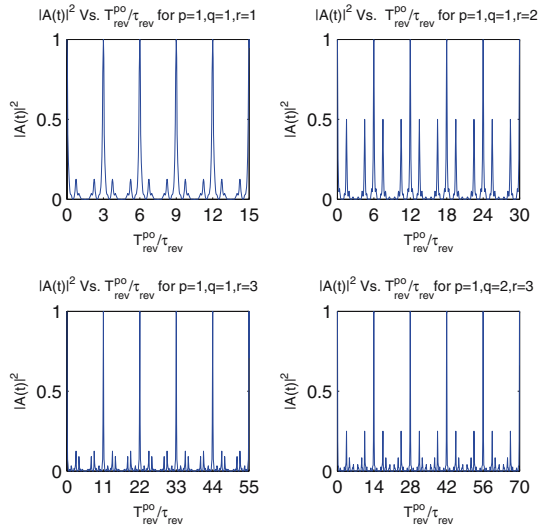 |A(t)|² Vs. T^po_rev/τ_rev for p=1,q=1,r=1
|A(t)|²
1
0.5
0
0 3 6 9 12 15
T^po_rev/τ_rev
|A(t)|² Vs. T^po_rev/τ_rev for p=1,q=1,r=2
|A(t)|²
1
0.5
0
0 6 12 18 24 30
T^po_rev/τ_rev
|A(t)|² Vs. T^po_rev/τ_rev for p=1,q=1,r=3
|A(t)|²
1
0.5
0
0 11 22 33 44 55
T^po_rev/τ_rev
|A(t)|² Vs. T^po_rev/τ_rev for p=1,q=2,r=3
|A(t)|²
1
0.5
0
0 14 28 42 56 70
T^po_rev/τ_rev